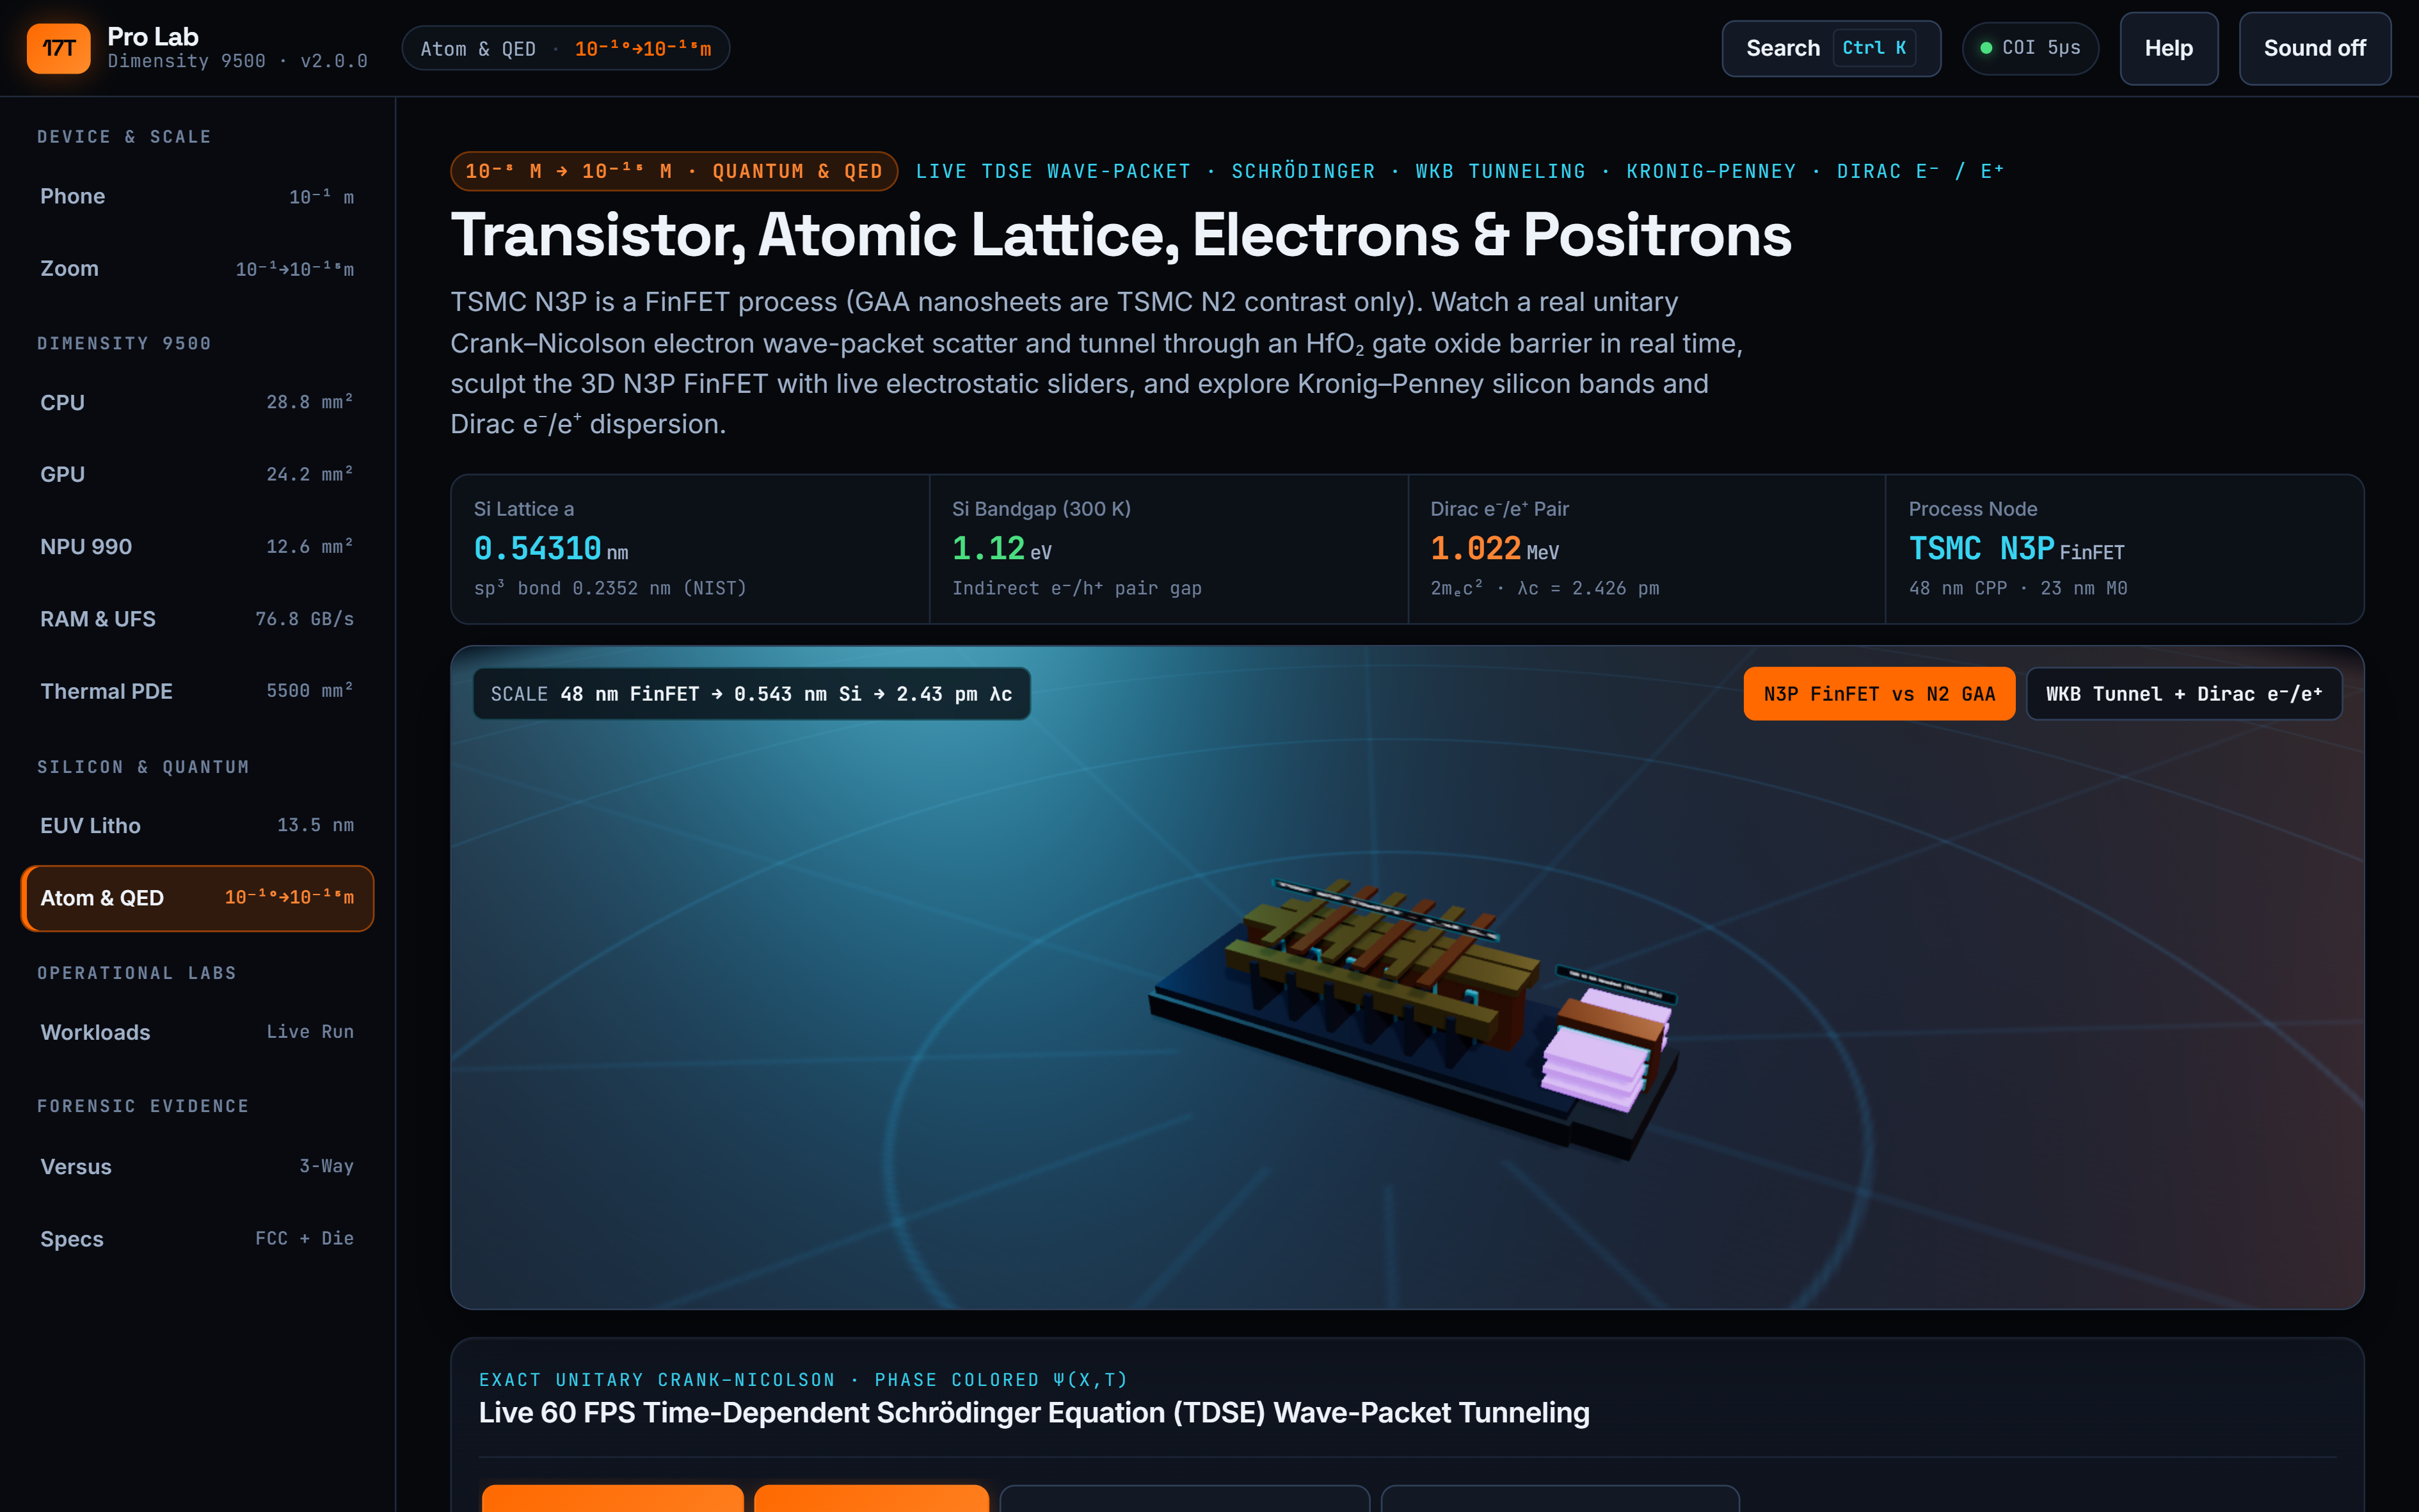 17T
Pro Lab
Dimensity 9500 · v2.0.0
Atom & QED · 10⁻¹⁰→10⁻¹⁵m
Search Ctrl K
COI 5µs
Help
Sound off
DEVICE & SCALE
Phone 10⁻¹ m
Zoom 10⁻¹→10⁻¹⁵m
DIMENSITY 9500
CPU 28.8 mm²
GPU 24.2 mm²
NPU 990 12.6 mm²
RAM & UFS 76.8 GB/s
Thermal PDE 5500 mm²
SILICON & QUANTUM
EUV Litho 13.5 nm
Atom & QED 10⁻¹⁰→10⁻¹⁵m
OPERATIONAL LABS
Workloads Live Run
FORENSIC EVIDENCE
Versus 3-Way
Specs FCC + Die
10⁻⁸ M → 10⁻¹⁵ M · QUANTUM & QED
LIVE TDSE WAVE-PACKET · SCHRÖDINGER · WKB TUNNELING · KRONIG–PENNEY · DIRAC E⁻ / E⁺
Transistor, Atomic Lattice, Electrons & Positrons
TSMC N3P is a FinFET process (GAA nanosheets are TSMC N2 contrast only). Watch a real unitary
Crank–Nicolson electron wave-packet scatter and tunnel through an HfO₂ gate oxide barrier in real time,
sculpt the 3D N3P FinFET with live electrostatic sliders, and explore Kronig–Penney silicon bands and
Dirac e⁻/e⁺ dispersion.
Si Lattice a
0.54310 nm
sp³ bond 0.2352 nm (NIST)
Si Bandgap (300 K)
1.12 eV
Indirect e⁻/h⁺ pair gap
Dirac e⁻/e⁺ Pair
1.022 MeV
2mₑc² · λc = 2.426 pm
Process Node
TSMC N3P FinFET
48 nm CPP · 23 nm M0
SCALE 48 nm FinFET → 0.543 nm Si → 2.43 pm λc
N3P FinFET vs N2 GAA
WKB Tunnel + Dirac e⁻/e⁺
EXACT UNITARY CRANK–NICOLSON · PHASE COLORED Ψ(X,T)
Live 60 FPS Time-Dependent Schrödinger Equation (TDSE) Wave-Packet Tunneling